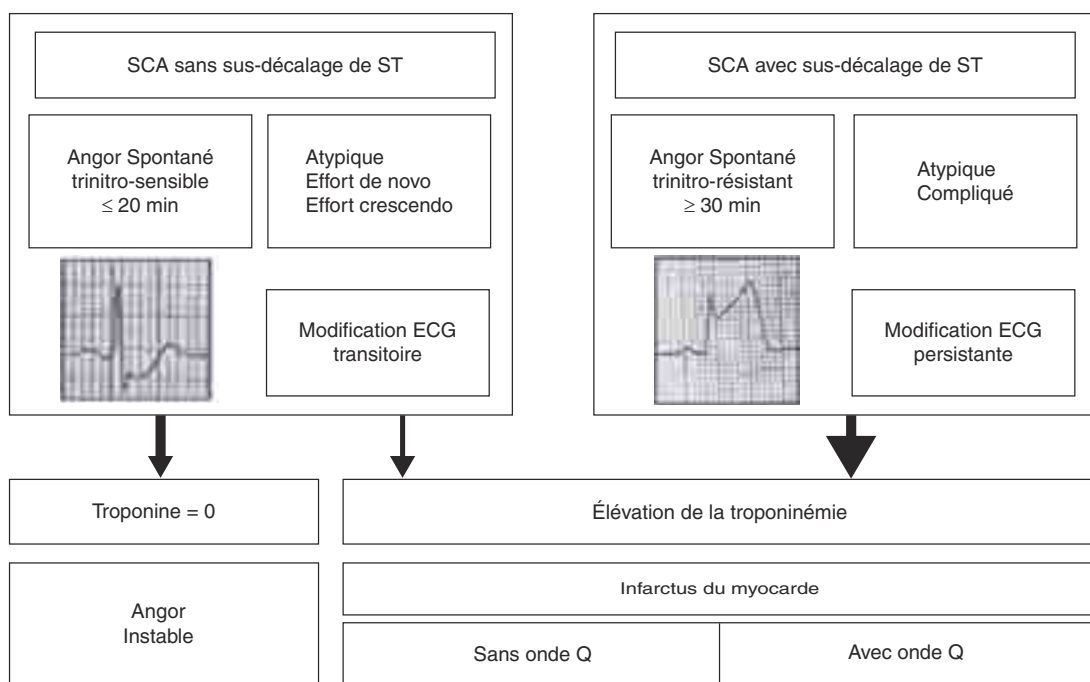 SCA sans sus-décalage de ST
Angor Spontané
trinitro-sensible
≤ 20 min
Atypique
Effort de novo
Effort crescendo
Modification ECG
transitoire
SCA avec sus-décalage de ST
Angor Spontané
trinitro-résistant
≥ 30 min
Atypique
Compliqué
Modification ECG
persistante
Troponine = 0
Élévation de la troponinémie
Angor
Instable
Infarctus du myocarde
Sans onde Q
Avec onde Q